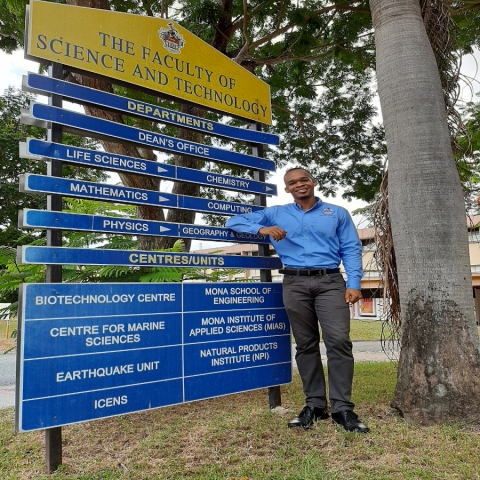 THE FACULTY OF
SCIENCE AND TECHNOLOGY
DEPARTMENTS
DEAN'S OFFICE
LIFE SCIENCES
CHEMISTRY
MATHEMATICS
COMPUTING
PHYSICS
GEOGRAPHY & GEOLOGY
CENTRES/UNITS
BIOTECHNOLOGY CENTRE
CENTRE FOR MARINE
SCIENCES
EARTHQUAKE UNIT
ICENS
MONA SCHOOL OF
ENGINEERING
MONA INSTITUTE OF
APPLIED SCIENCES (MIAS)
NATURAL PRODUCTS
INSTITUTE (NPI)